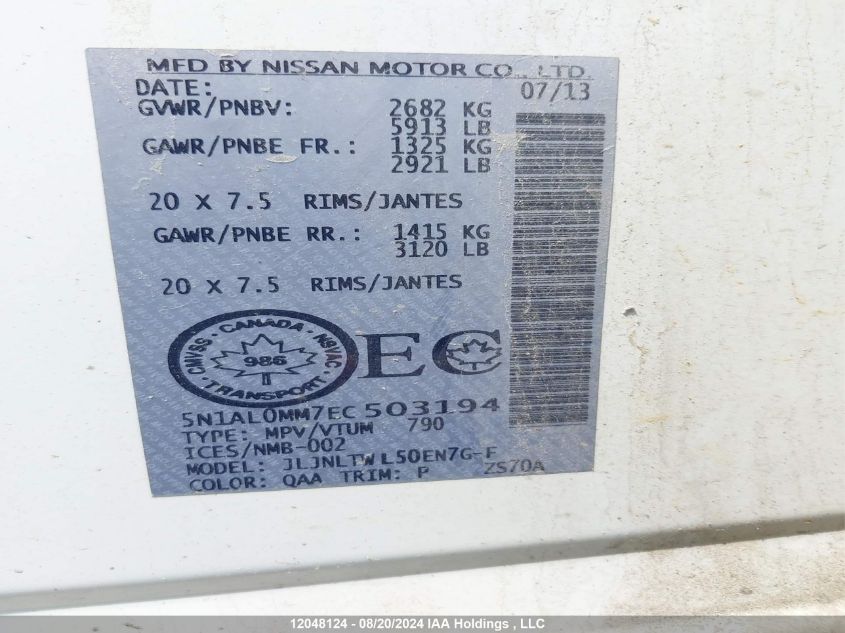 MFD BY NISSAN MOTOR CO., LTD.
DATE: 07/13
GVWR/PNBV: 2682 KG
5913 LB
GAWR/PNBE FR.: 1325 KG
2921 LB
20 X 7.5 RIMS/JANTES
GAWR/PNBE RR.: 1415 KG
3120 LB
20 X 7.5 RIMS/JANTES
CANADA
CMVSS 986 NSVAC
TRANSPORT
EC
5N1AL0MM7EC503194
TYPE: MPV/VTUM 790
ICES/NMB-002
MODEL: JLJNLTWL50EN7G-F
COLOR: QAA TRIM: P ZS70A
12048124 - 08/20/2024 IAA Holdings , LLC